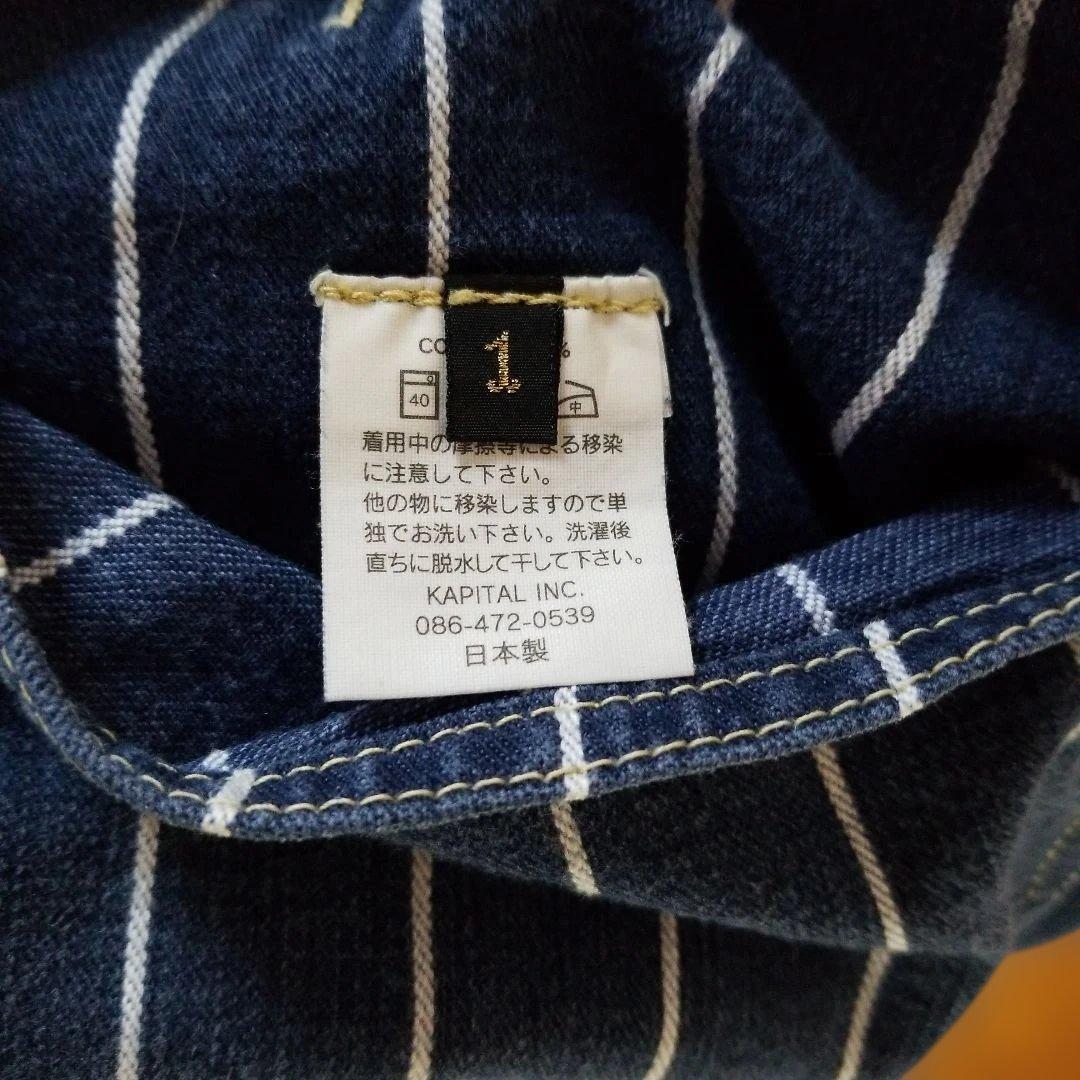 1
%
40
中
着用中の摩擦等による移染
に注意して下さい。
他の物に移染しますので単
独でお洗い下さい。洗濯後
直ちに脱水して干して下さい。
KAPITAL INC.
086-472-0539
日本製